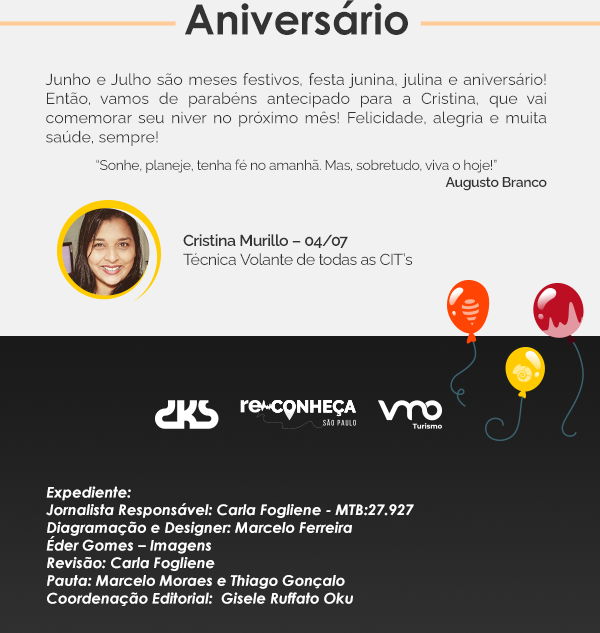 Aniversário
Junho e Julho são meses festivos, festa junina, julina e aniversário!
Então, vamos de parabéns antecipado para a Cristina, que vai
comemorar seu niver no próximo mês! Felicidade, alegria e muita
saúde, sempre!
“Sonhe, planeje, tenha fé no amanhã. Mas, sobretudo, viva o hoje!”
Augusto Branco
Cristina Murillo – 04/07
Técnica Volante de todas as CIT’s
CKS reCONHEÇA vmo
SÃO PAULO Turismo
Expediente:
Jornalista Responsável: Carla Fogliene - MTB:27.927
Diagramação e Designer: Marcelo Ferreira
Éder Gomes – Imagens
Revisão: Carla Fogliene
Pauta: Marcelo Moraes e Thiago Gonçalo
Coordenação Editorial:  Gisele Ruffato Oku